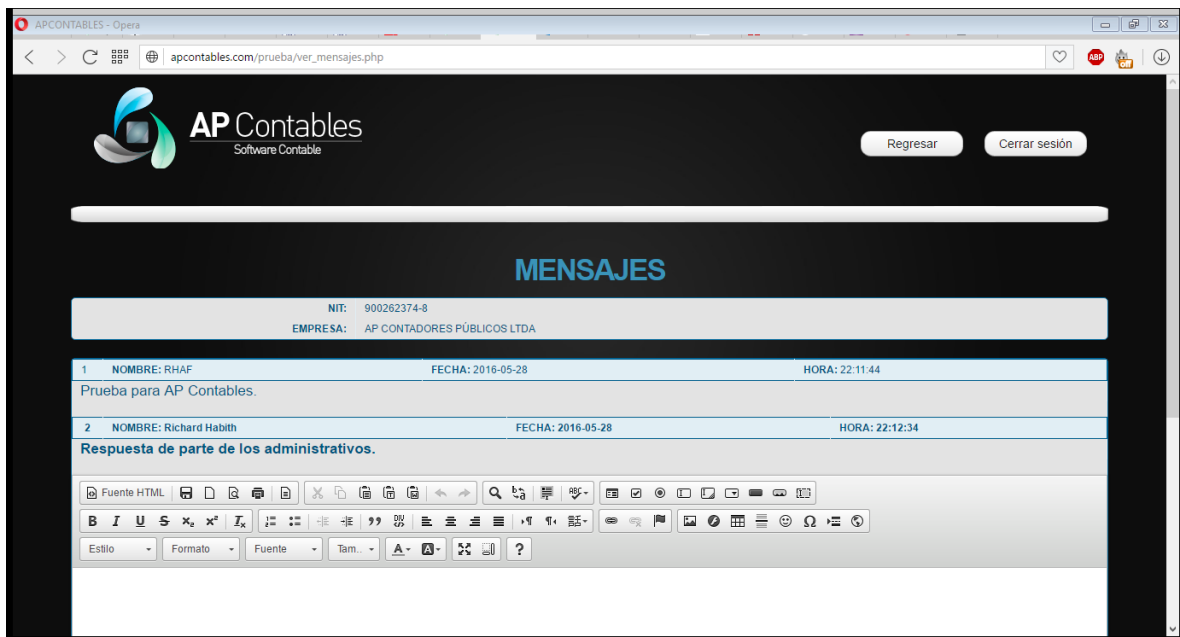 APCONTABLES - Opera
apcontables.com/prueba/ver_mensajes.php
ABP
off
AP Contables
Software Contable
Regresar
Cerrar sesión
MENSAJES
NIT: 900262374-8
EMPRESA: AP CONTADORES PÚBLICOS LTDA
1 NOMBRE: RHAF FECHA: 2016-05-28 HORA: 22:11:44
Prueba para AP Contables.
2 NOMBRE: Richard Habith FECHA: 2016-05-28 HORA: 22:12:34
Respuesta de parte de los administrativos.
Fuente HTML
B I U S x₂ x² Ix
Estilo Formato Fuente Tam... A A ?